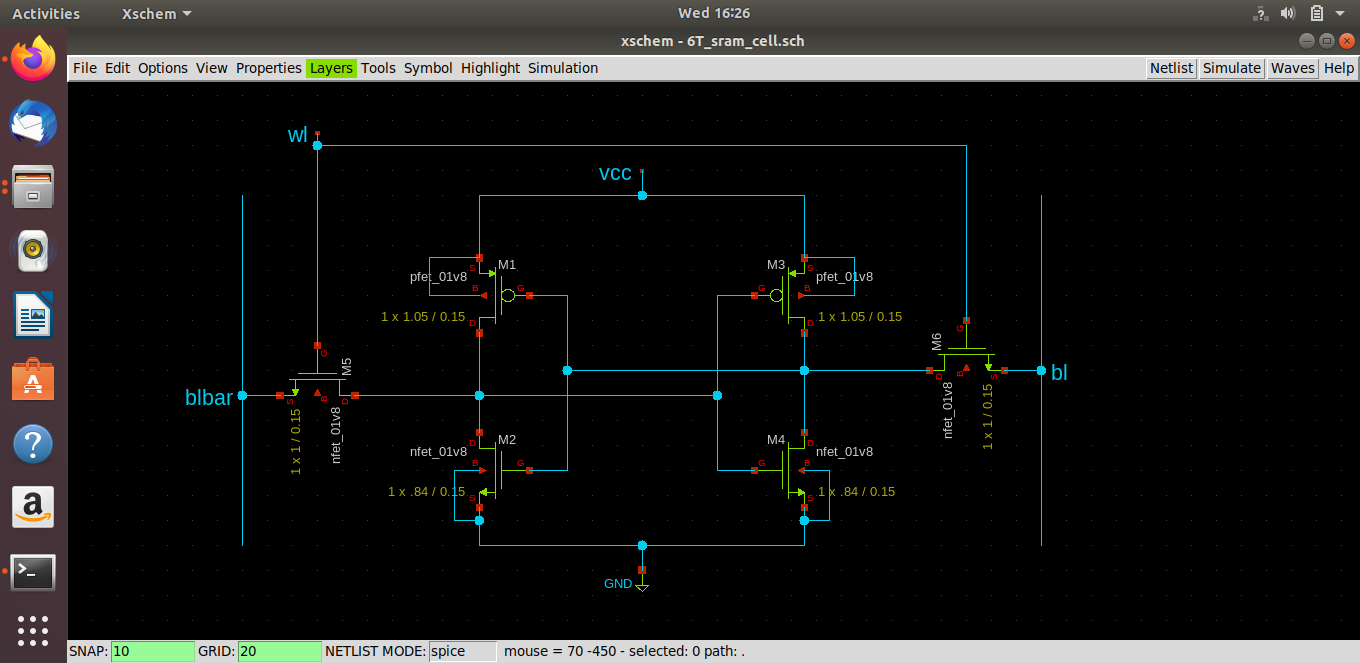 Activities Xschem Wed 16:26
xschem - 6T_sram_cell.sch
File Edit Options View Properties Layers Tools Symbol Highlight Simulation Netlist Simulate Waves Help
wl
vcc
S M1 M3 S
pfet_01v8 pfet_01v8
B G G B
1 x 1.05 / 0.15 D D 1 x 1.05 / 0.15
G
M6
G
M5
blbar
S B D
1 x 1 / 0.15
nfet_01v8
D B S
nfet_01v8
1 x 1 / 0.15
bl
D M2 M4 D
nfet_01v8 nfet_01v8
B G G B
1 x .84 / 0.15 S S 1 x .84 / 0.15
GND
SNAP: 10 GRID: 20 NETLIST MODE: spice mouse = 70 -450 - selected: 0 path: .